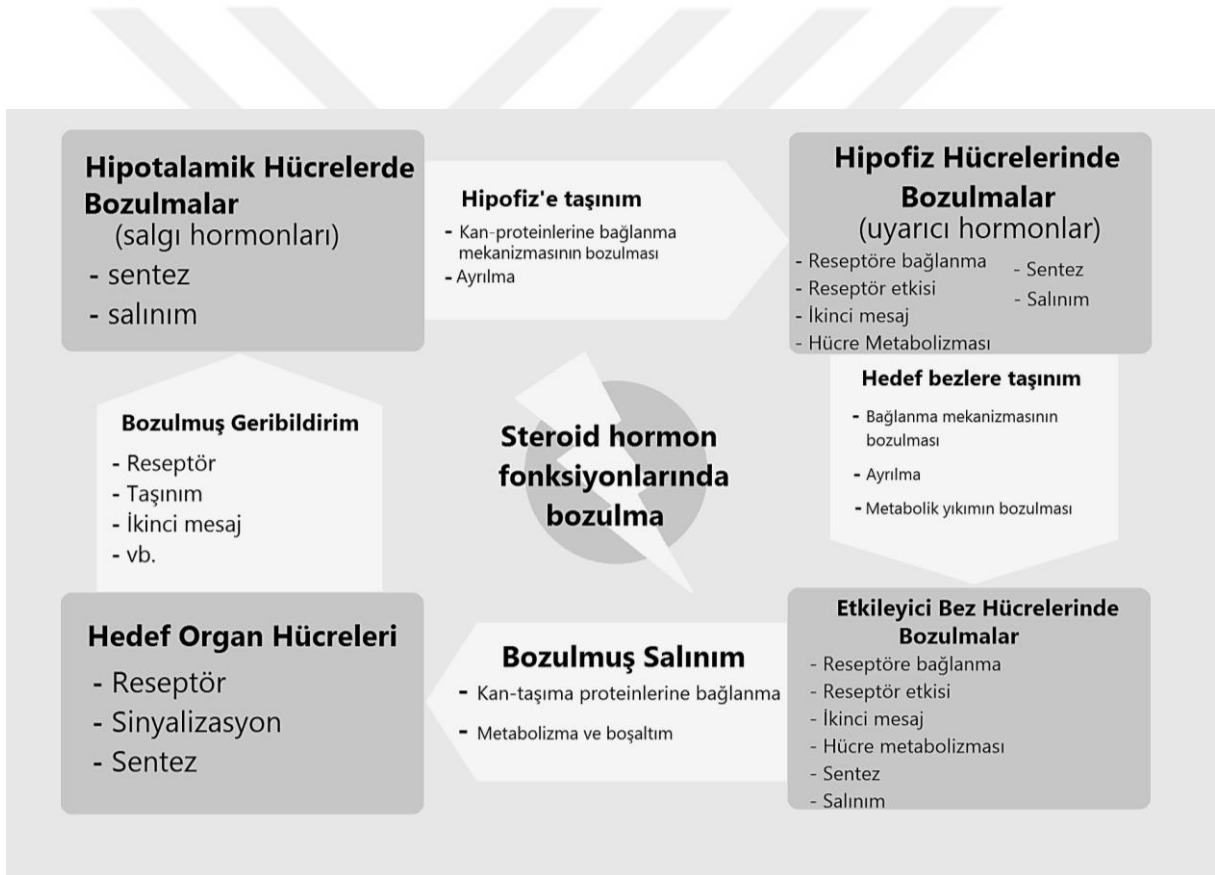 Hipotalamik Hücrelerde
Bozulmalar
(salgı hormonları)
- sentez
- salınım
Hipofiz'e taşınım
- Kan-proteinlerine bağlanma
mekanizmasının bozulması
- Ayrılma
Hipofiz Hücrelerinde
Bozulmalar
(uyarıcı hormonlar)
- Reseptöre bağlanma
- Reseptör etkisi
- İkinci mesaj
- Hücre Metabolizması
- Sentez
- Salınım
Hedef bezlere taşınım
- Bağlanma mekanizmasının
bozulması
- Ayrılma
- Metabolik yıkımın bozulması
Bozulmuş Geribildirim
- Reseptör
- Taşınım
- İkinci mesaj
- vb.
Steroid hormon
fonksiyonlarında
bozulma
Hedef Organ Hücreleri
- Reseptör
- Sinyalizasyon
- Sentez
Bozulmuş Salınım
- Kan-taşıma proteinlerine bağlanma
- Metabolizma ve boşaltım
Etkileyici Bez Hücrelerinde
Bozulmalar
- Reseptöre bağlanma
- Reseptör etkisi
- İkinci mesaj
- Hücre metabolizması
- Sentez
- Salınım